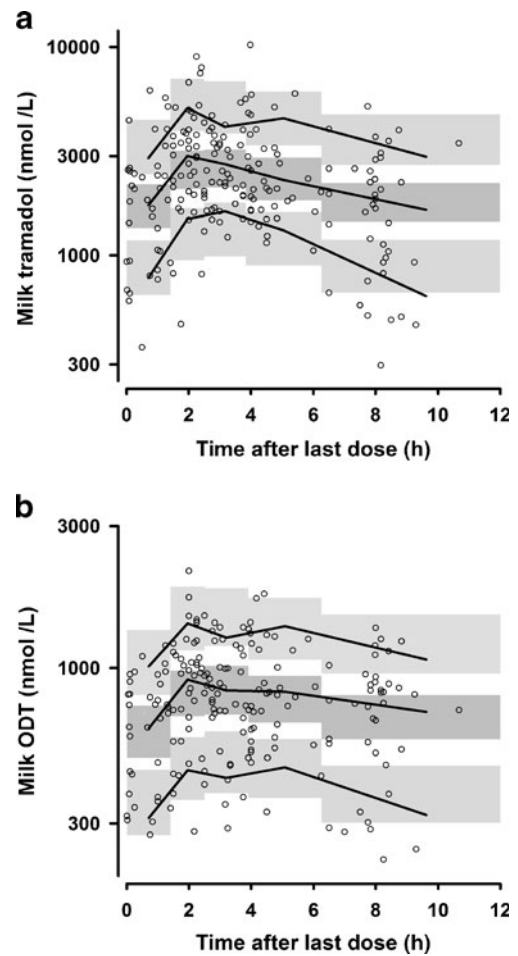 a
10000
3000
1000
300
Milk tramadol (nmol /L)
0 2 4 6 8 10 12
Time after last dose (h)
b
3000
1000
300
Milk ODT (nmol /L)
0 2 4 6 8 10 12
Time after last dose (h)